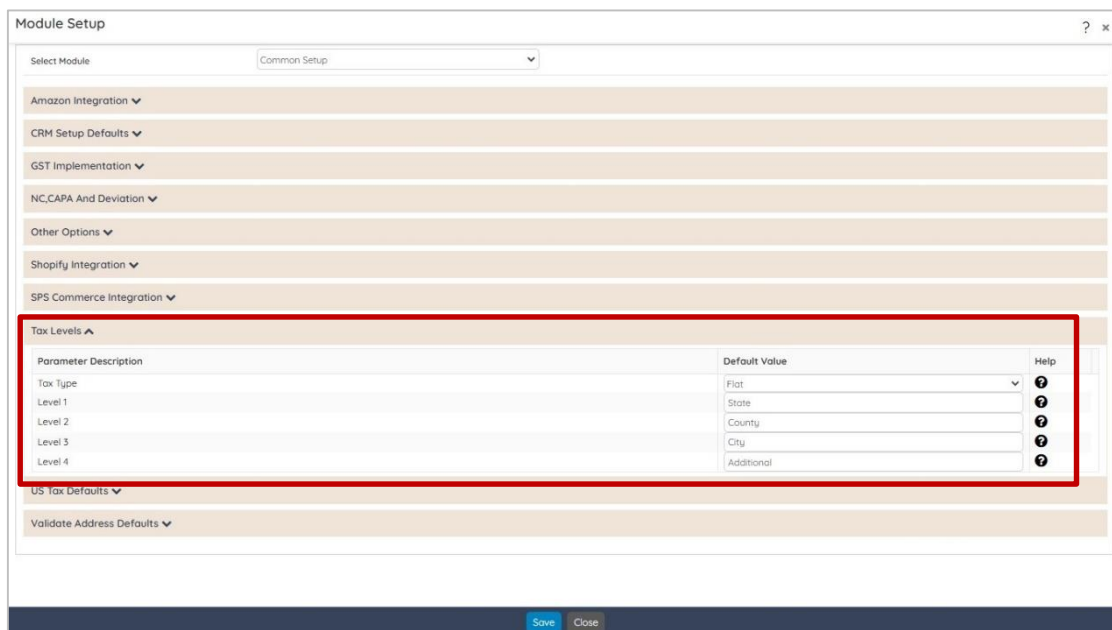 Module Setup ? ×
Select Module Common Setup
Amazon Integration
CRM Setup Defaults
GST Implementation
NC,CAPA And Deviation
Other Options
Shopify Integration
SPS Commerce Integration
Tax Levels
Parameter Description Default Value Help
Tax Type Flat ?
Level 1 State ?
Level 2 County ?
Level 3 City ?
Level 4 Additional ?
US Tax Defaults
Validate Address Defaults
Save Close